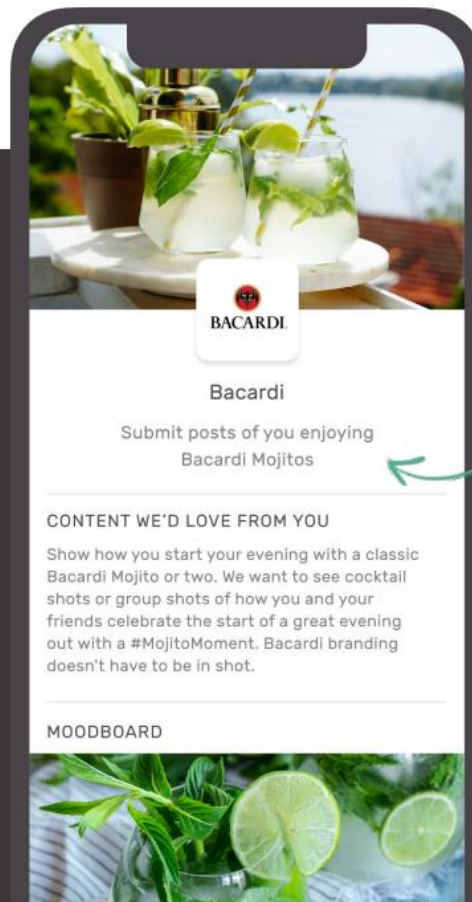 BACARDI
Bacardi
Submit posts of you enjoying
Bacardi Mojitos
CONTENT WE'D LOVE FROM YOU
Show how you start your evening with a classic
Bacardi Mojito or two. We want to see cocktail
shots or group shots of how you and your
friends celebrate the start of a great evening
out with a #MojitoMoment. Bacardi branding
doesn't have to be in shot.
MOODBOARD